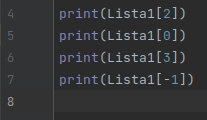 4 print(Lista1[2])
5 print(Lista1[0])
6 print(Lista1[3])
7 print(Lista1[-1])
8